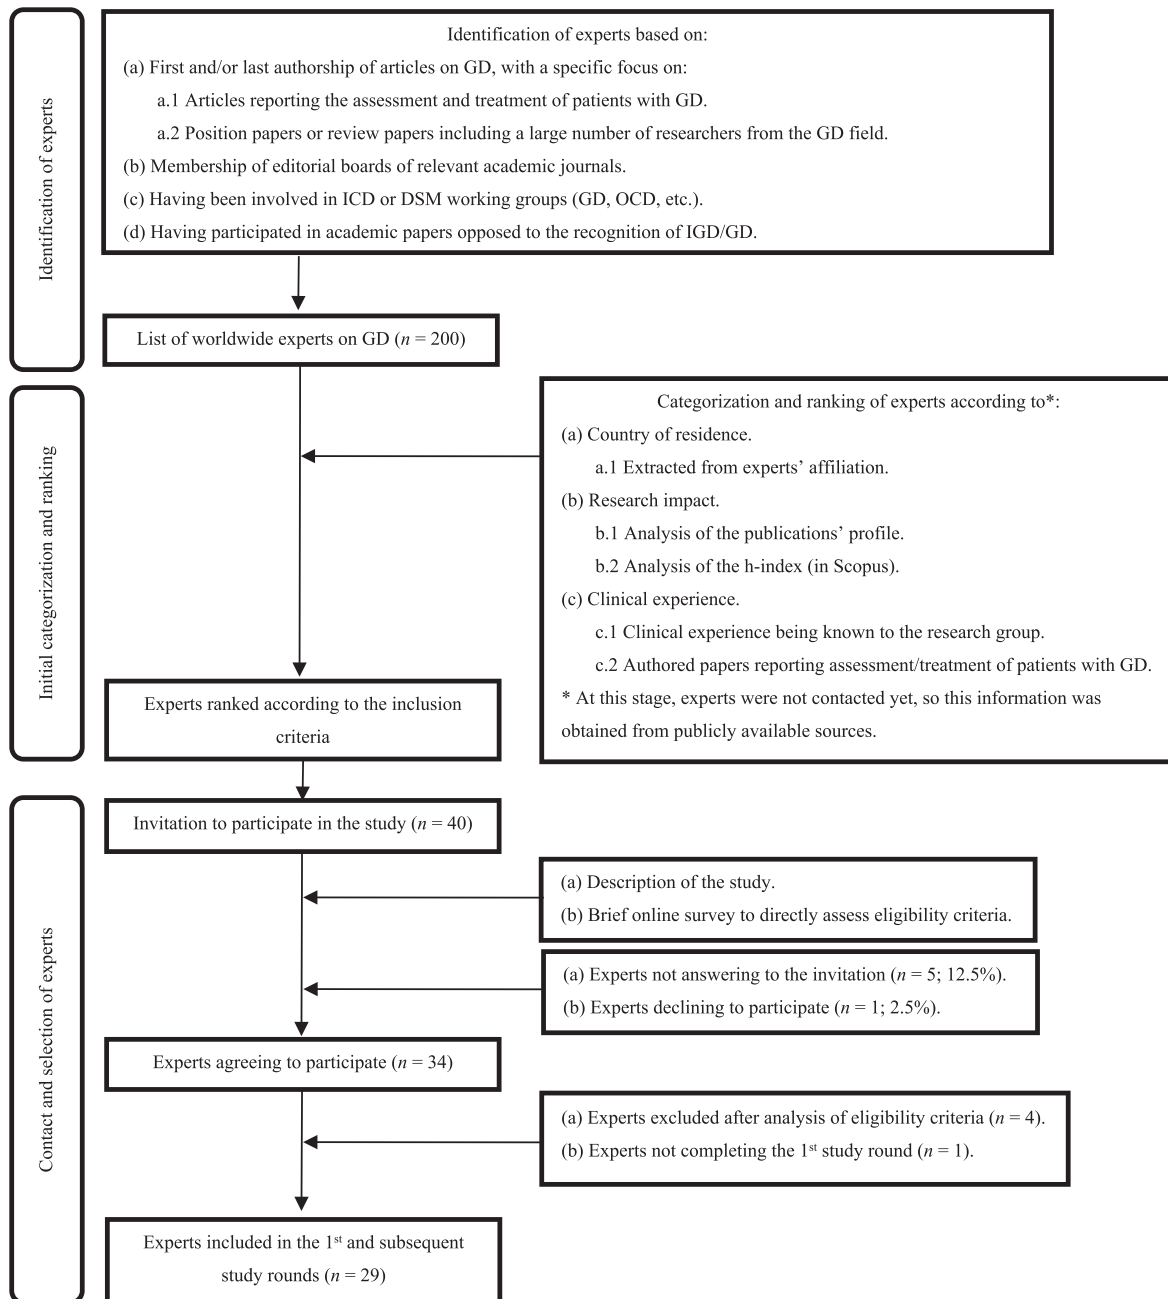 Identification of experts
Identification of experts based on:
(a) First and/or last authorship of articles on GD, with a specific focus on:
a.1 Articles reporting the assessment and treatment of patients with GD.
a.2 Position papers or review papers including a large number of researchers from the GD field.
(b) Membership of editorial boards of relevant academic journals.
(c) Having been involved in ICD or DSM working groups (GD, OCD, etc.).
(d) Having participated in academic papers opposed to the recognition of IGD/GD.
List of worldwide experts on GD (n = 200)
Initial categorization and ranking
Categorization and ranking of experts according to*:
(a) Country of residence.
a.1 Extracted from experts’ affiliation.
(b) Research impact.
b.1 Analysis of the publications’ profile.
b.2 Analysis of the h-index (in Scopus).
(c) Clinical experience.
c.1 Clinical experience being known to the research group.
c.2 Authored papers reporting assessment/treatment of patients with GD.
* At this stage, experts were not contacted yet, so this information was
obtained from publicly available sources.
Experts ranked according to the inclusion
criteria
Contact and selection of experts
Invitation to participate in the study (n = 40)
(a) Description of the study.
(b) Brief online survey to directly assess eligibility criteria.
(a) Experts not answering to the invitation (n = 5; 12.5%).
(b) Experts declining to participate (n = 1; 2.5%).
Experts agreeing to participate (n = 34)
(a) Experts excluded after analysis of eligibility criteria (n = 4).
(b) Experts not completing the 1st study round (n = 1).
Experts included in the 1st and subsequent
study rounds (n = 29)